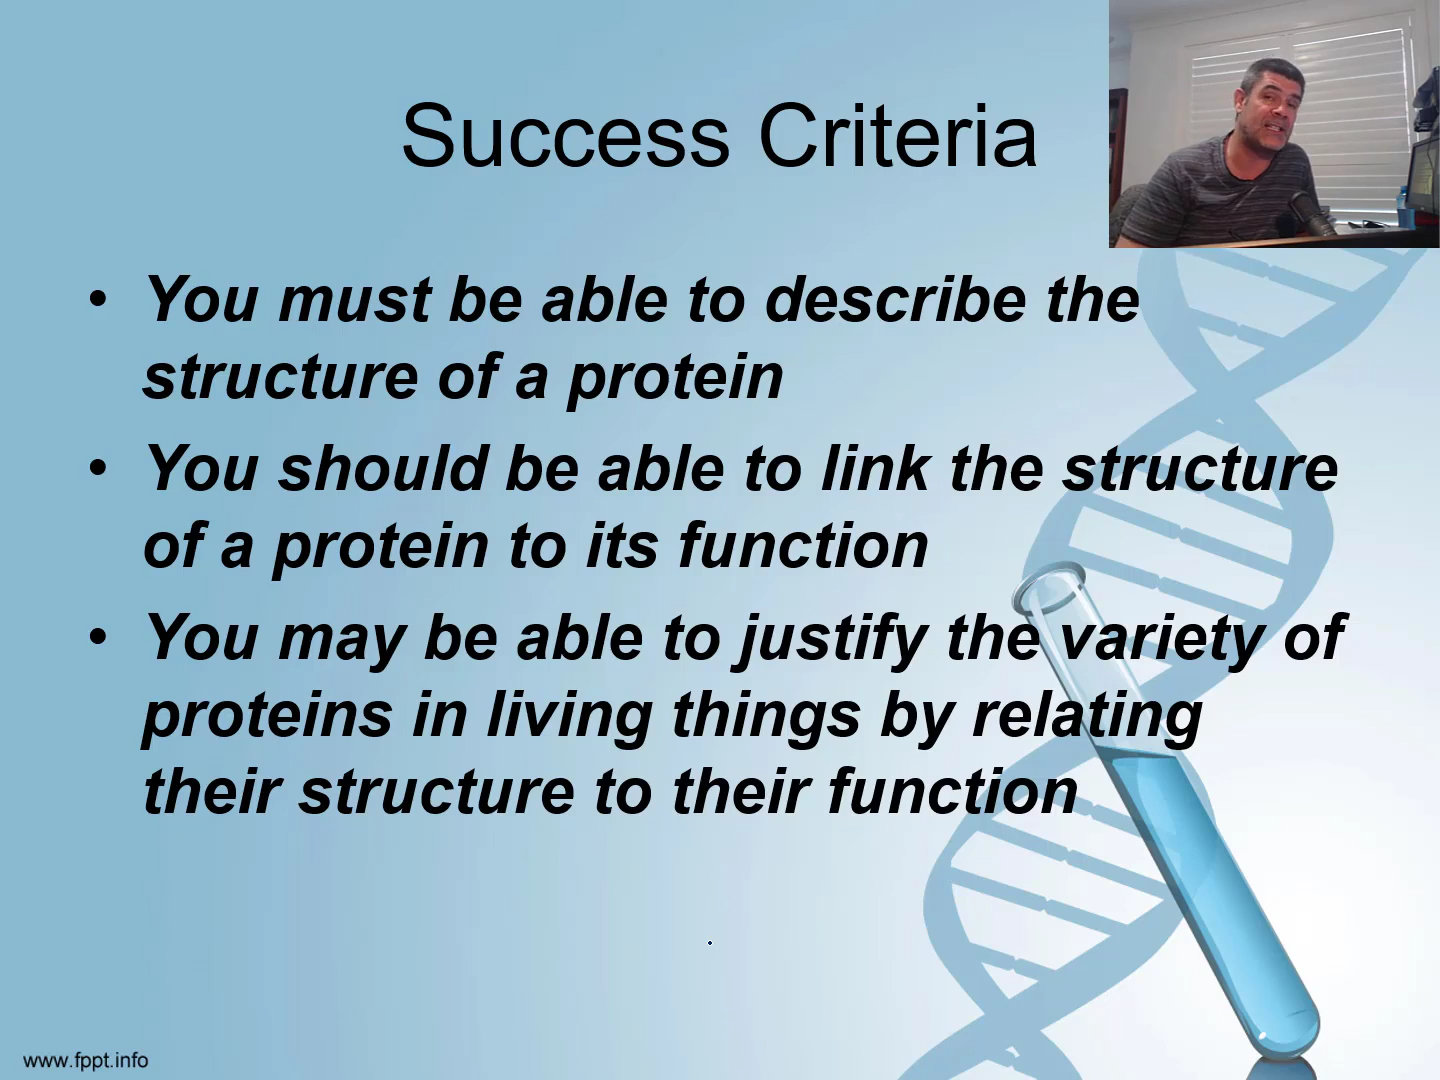 Success Criteria
• You must be able to describe the
structure of a protein
• You should be able to link the structure
of a protein to its function
• You may be able to justify the variety of
proteins in living things by relating
their structure to their function
www.fppt.info